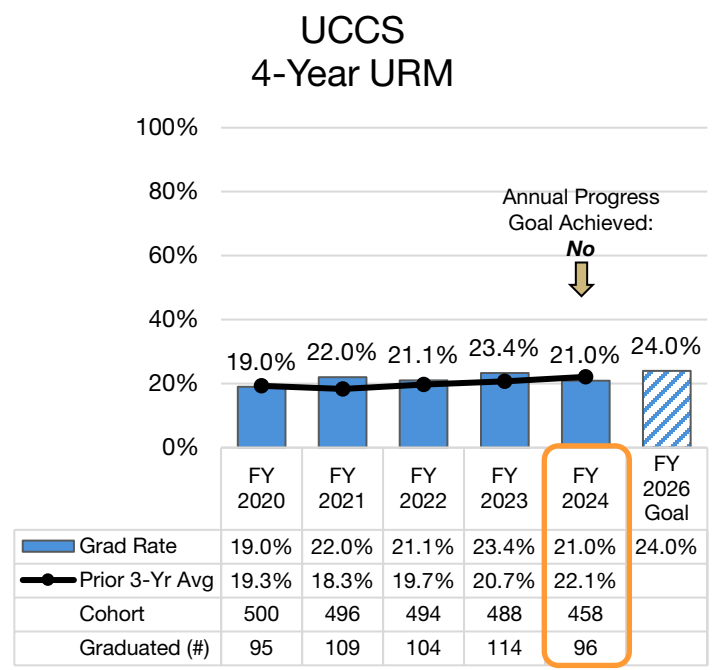 UCCS
4-Year URM
100%
80%
60%
40%
20%
0%
Annual Progress
Goal Achieved:
No
19.0% 22.0% 21.1% 23.4% 21.0% 24.0%
FY 2020 FY 2021 FY 2022 FY 2023 FY 2024 FY 2026 Goal
Grad Rate 19.0% 22.0% 21.1% 23.4% 21.0% 24.0%
Prior 3-Yr Avg 19.3% 18.3% 19.7% 20.7% 22.1%
Cohort 500 496 494 488 458
Graduated (#) 95 109 104 114 96